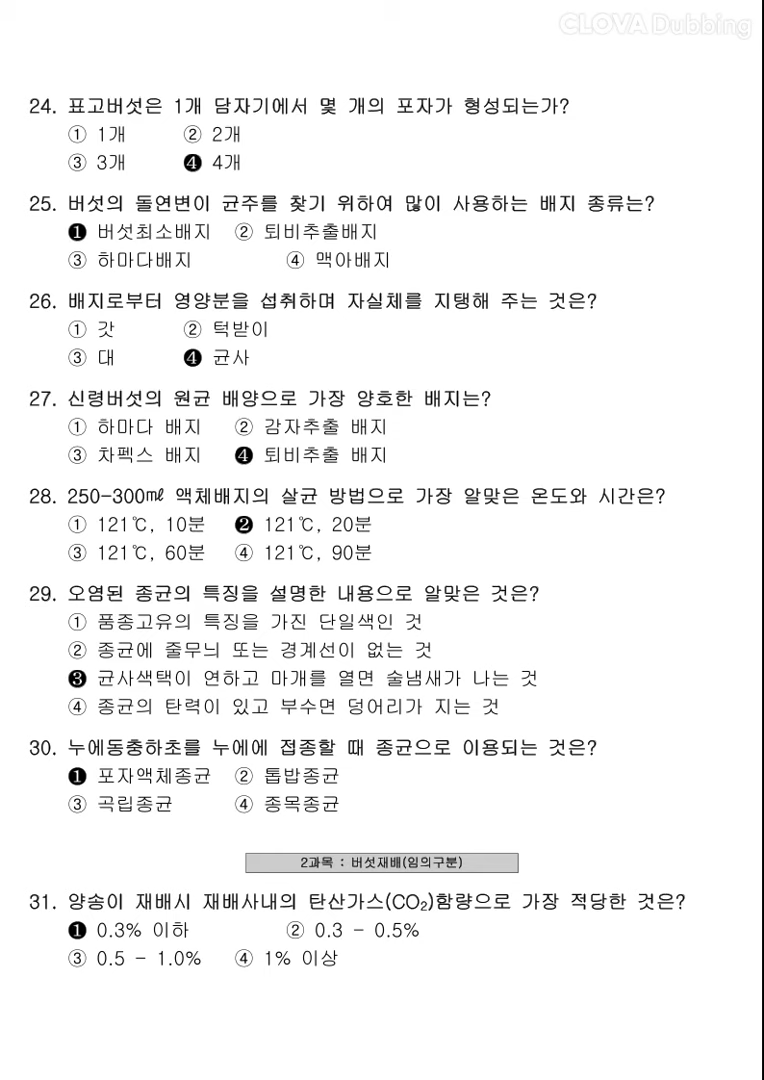 CLOVA Dubbing
24. 표고버섯은 1개 담자기에서 몇 개의 포자가 형성되는가?
① 1개 ② 2개
③ 3개 ❹ 4개
25. 버섯의 돌연변이 균주를 찾기 위하여 많이 사용하는 배지 종류는?
❶ 버섯최소배지 ② 퇴비추출배지
③ 하마다배지 ④ 맥아배지
26. 배지로부터 영양분을 섭취하며 자실체를 지탱해 주는 것은?
① 갓 ② 턱받이
③ 대 ❹ 균사
27. 신령버섯의 원균 배양으로 가장 양호한 배지는?
① 하마다 배지 ② 감자추출 배지
③ 차펙스 배지 ❹ 퇴비추출 배지
28. 250-300㎖ 액체배지의 살균 방법으로 가장 알맞은 온도와 시간은?
① 121℃, 10분 ❷ 121℃, 20분
③ 121℃, 60분 ④ 121℃, 90분
29. 오염된 종균의 특징을 설명한 내용으로 알맞은 것은?
① 품종고유의 특징을 가진 단일색인 것
② 종균에 줄무늬 또는 경계선이 없는 것
❸ 균사색택이 연하고 마개를 열면 술냄새가 나는 것
④ 종균의 탄력이 있고 부수면 덩어리가 지는 것
30. 누에동충하초를 누에에 접종할 때 종균으로 이용되는 것은?
❶ 포자액체종균 ② 톱밥종균
③ 곡립종균 ④ 종목종균
2과목 : 버섯재배(임의구분)
31. 양송이 재배시 재배사내의 탄산가스(CO₂)함량으로 가장 적당한 것은?
❶ 0.3% 이하 ② 0.3 - 0.5%
③ 0.5 - 1.0% ④ 1% 이상